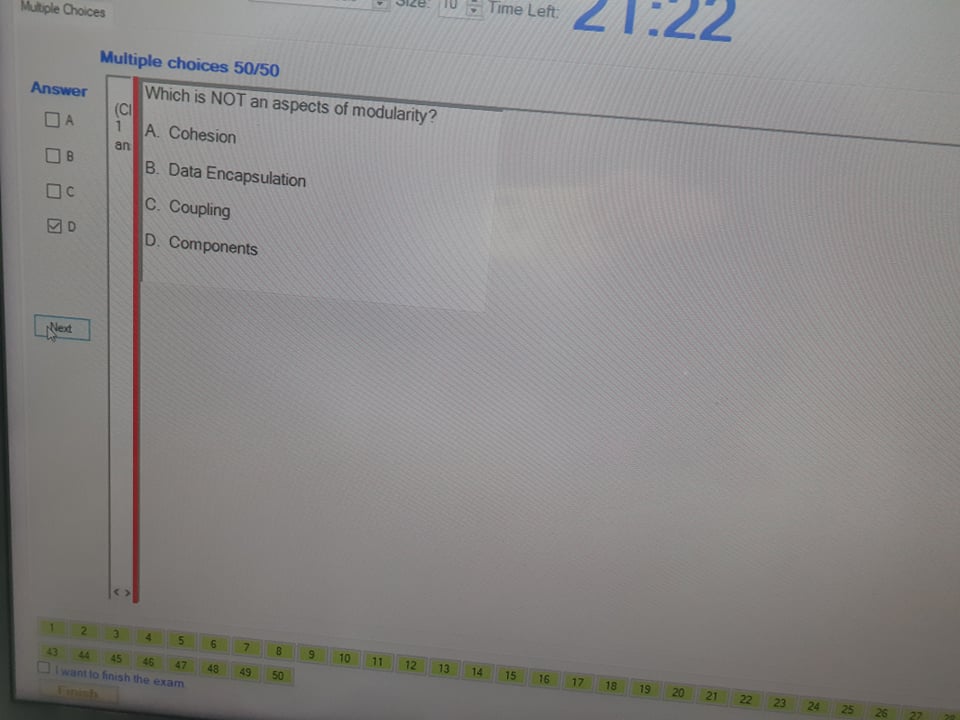 Multiple Choices
Size: 10 Time Left: 21:22
Multiple choices 50/50
Answer
A
B
C
D
Next
(Cl
1
an
Which is NOT an aspects of modularity?
A. Cohesion
B. Data Encapsulation
C. Coupling
D. Components
< >
1 2 3 4 5 6 7 8 9 10 11 12 13 14 15 16 17 18 19 20 21 22 23 24 25 26 27
43 44 45 46 47 48 49 50
I want to finish the exam
Finish